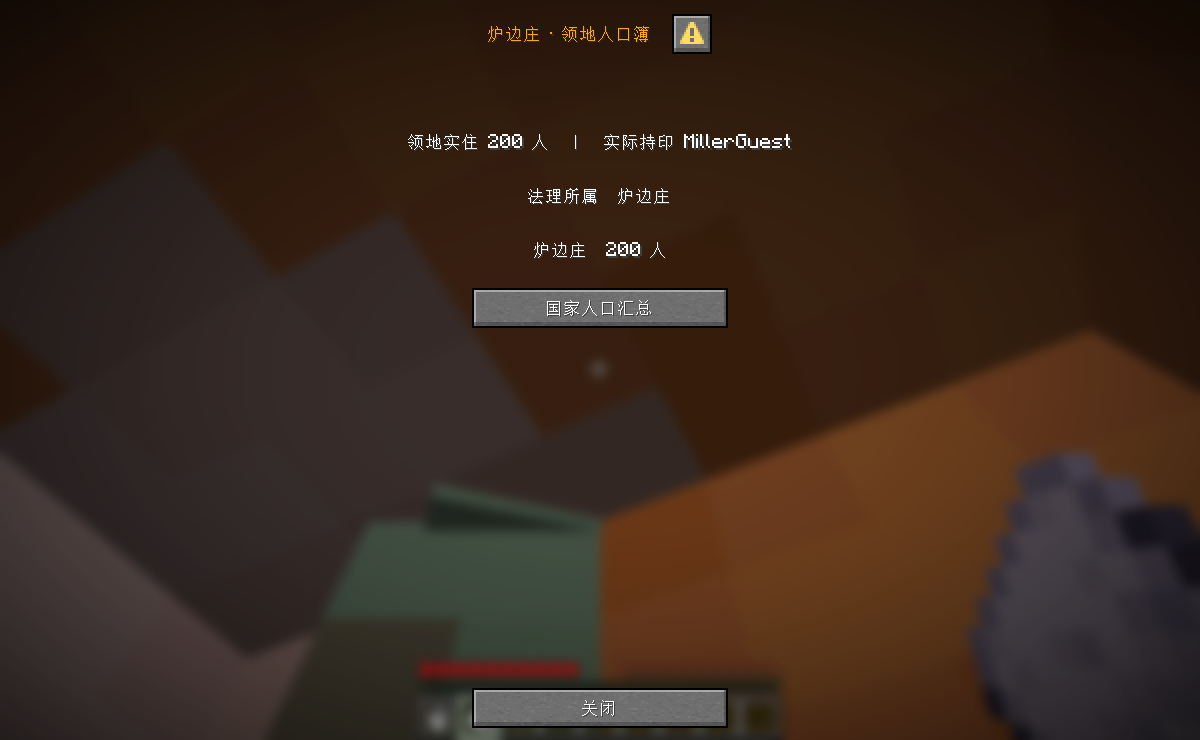 炉边庄 · 领地人口簿
领地实住 200 人 | 实际持印 MillerGuest
法理所属 炉边庄
炉边庄 200 人
国家人口汇总
关闭